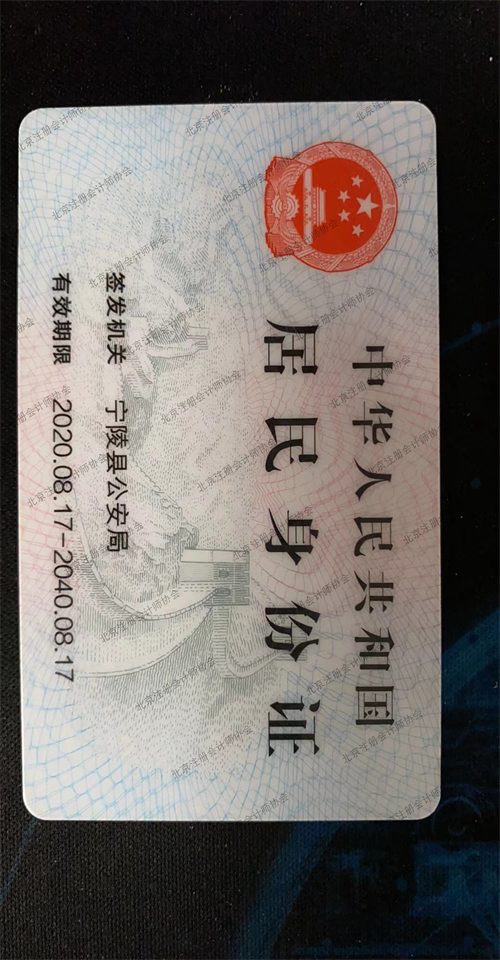 中华人民共和国
居民身份证
签发机关 宁陵县公安局
有效期限 2020.08.17-2040.08.17
北京注册会计师协会